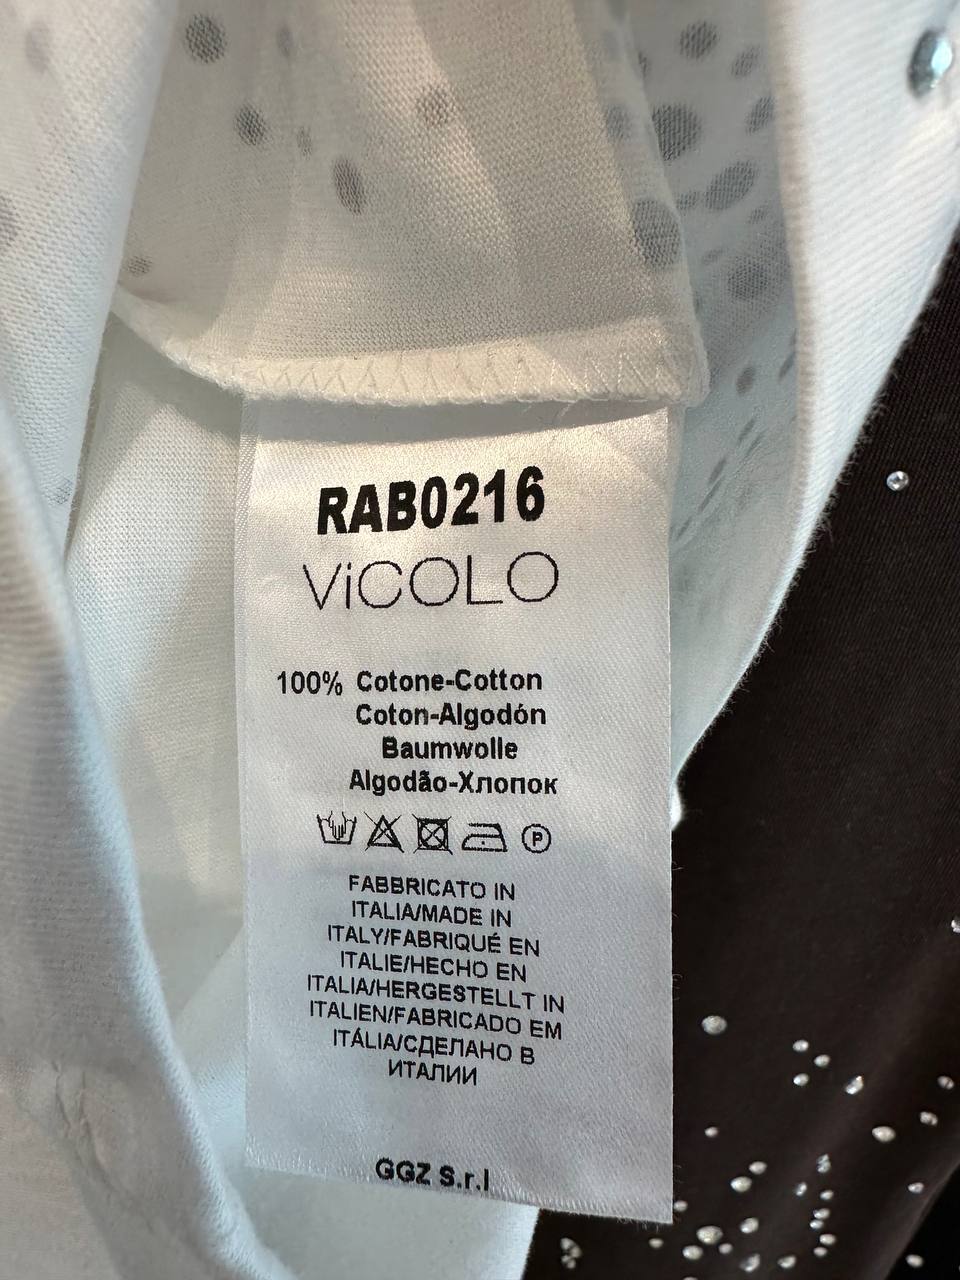 RAB0216
ViCOLO
100% Cotone-Cotton
Coton-Algodón
Baumwolle
Algodão-Хлопок
P
FABBRICATO IN
ITALIA/MADE IN
ITALY/FABRIQUÉ EN
ITALIE/HECHO EN
ITALIA/HERGESTELLT IN
ITALIEN/FABRICADO EM
ITÁLIA/СДЕЛАНО В
ИТАЛИИ
GGZ S.r.l